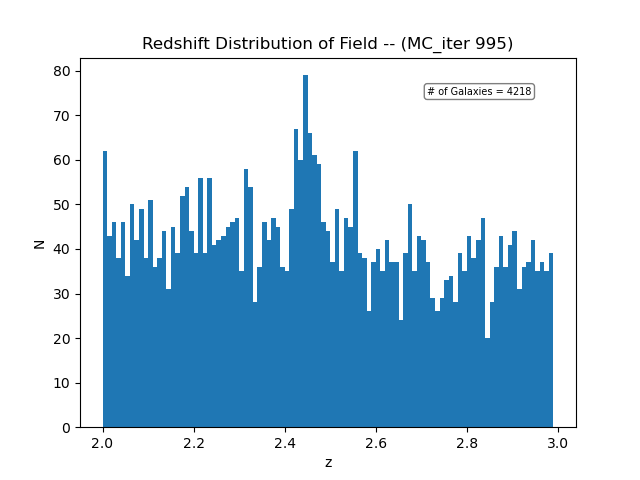 Redshift Distribution of Field -- (MC_iter 995)
# of Galaxies = 4218
80
70
60
50
40
30
20
10
0
N
2.0 2.2 2.4 2.6 2.8 3.0
z